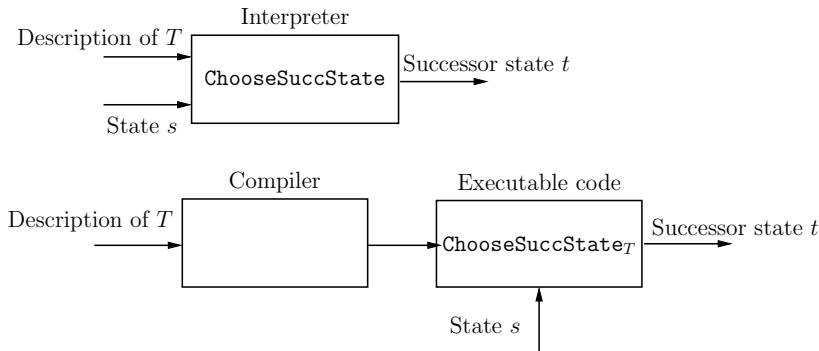 Interpreter
Description of T
ChooseSuccState
Successor state t
State s
Compiler
Executable code
Description of T
ChooseSuccState_T
Successor state t
State s